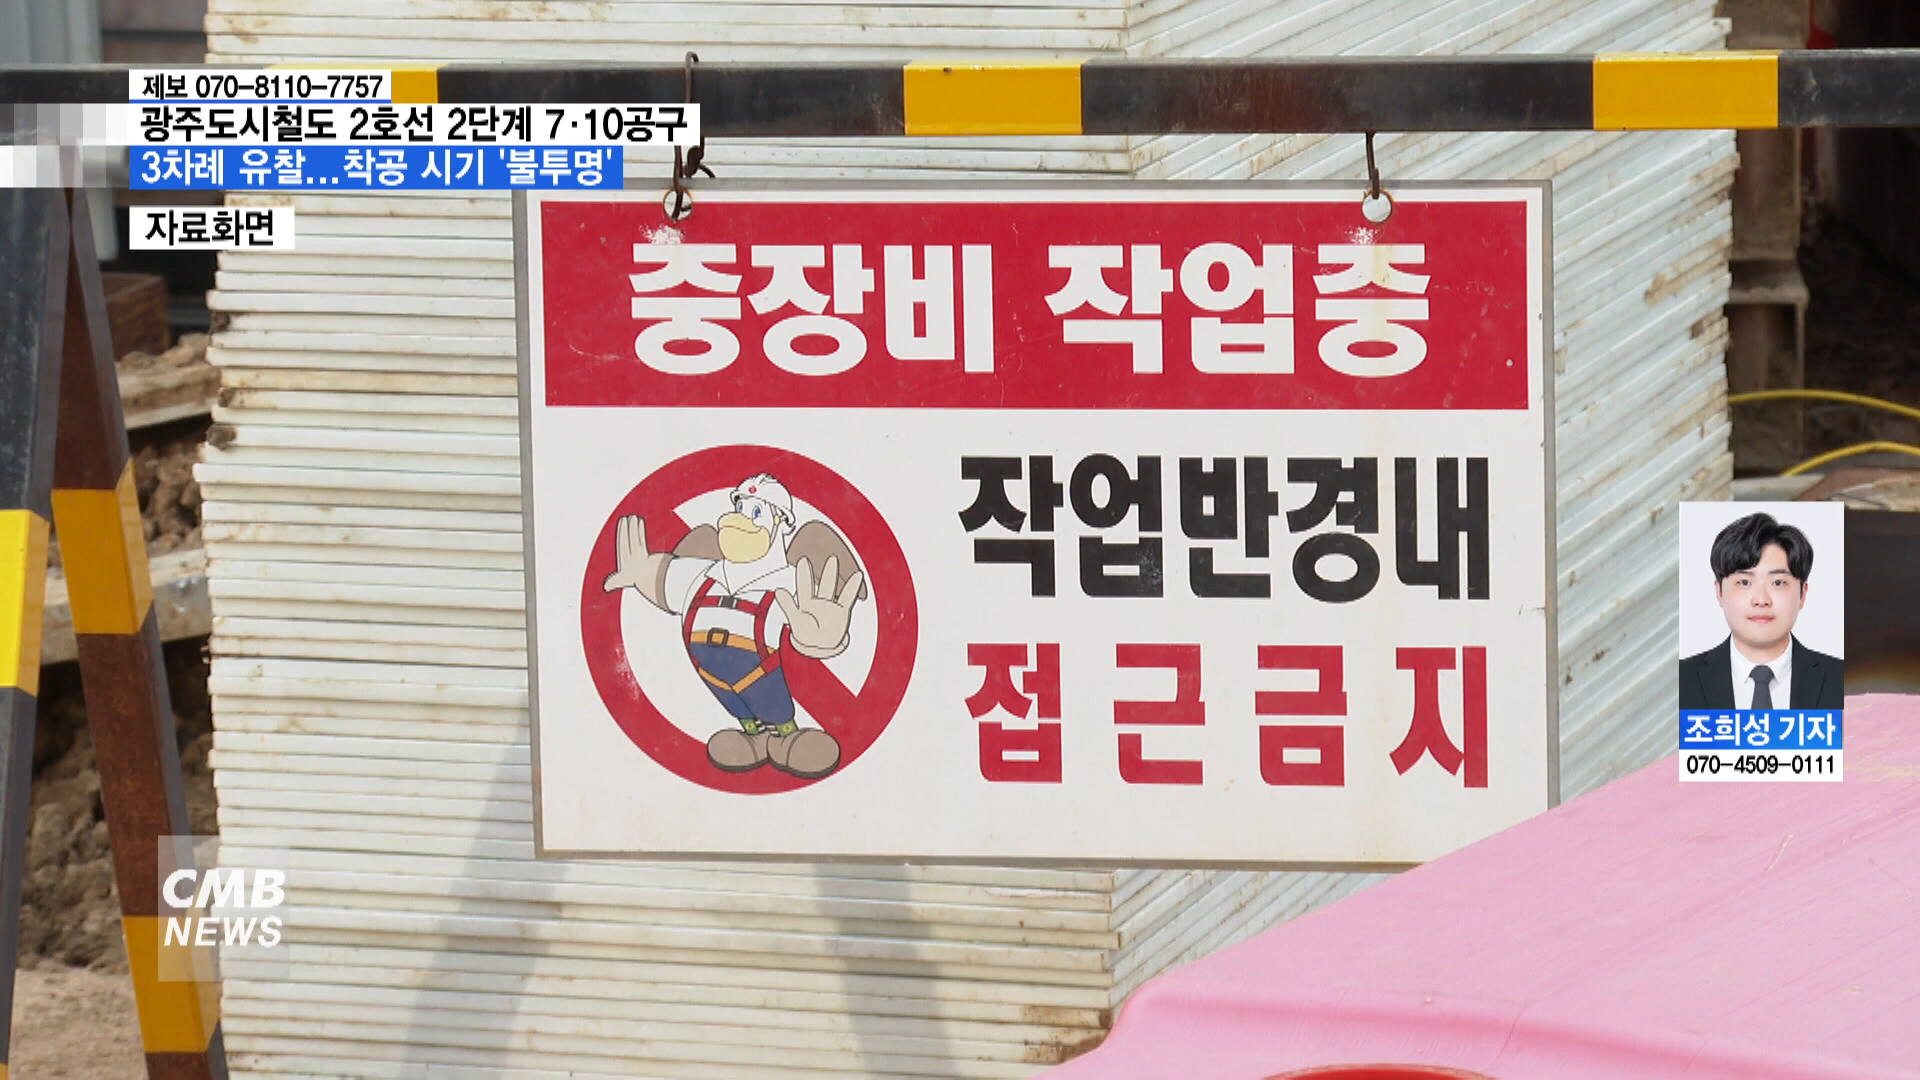 제보 070-8110-7757
광주도시철도 2호선 2단계 7·10공구
3차례 유찰...착공 시기 '불투명'
자료화면
중장비 작업중
작업반경내
접근금지
조희성 기자
070-4509-0111
CMB
NEWS